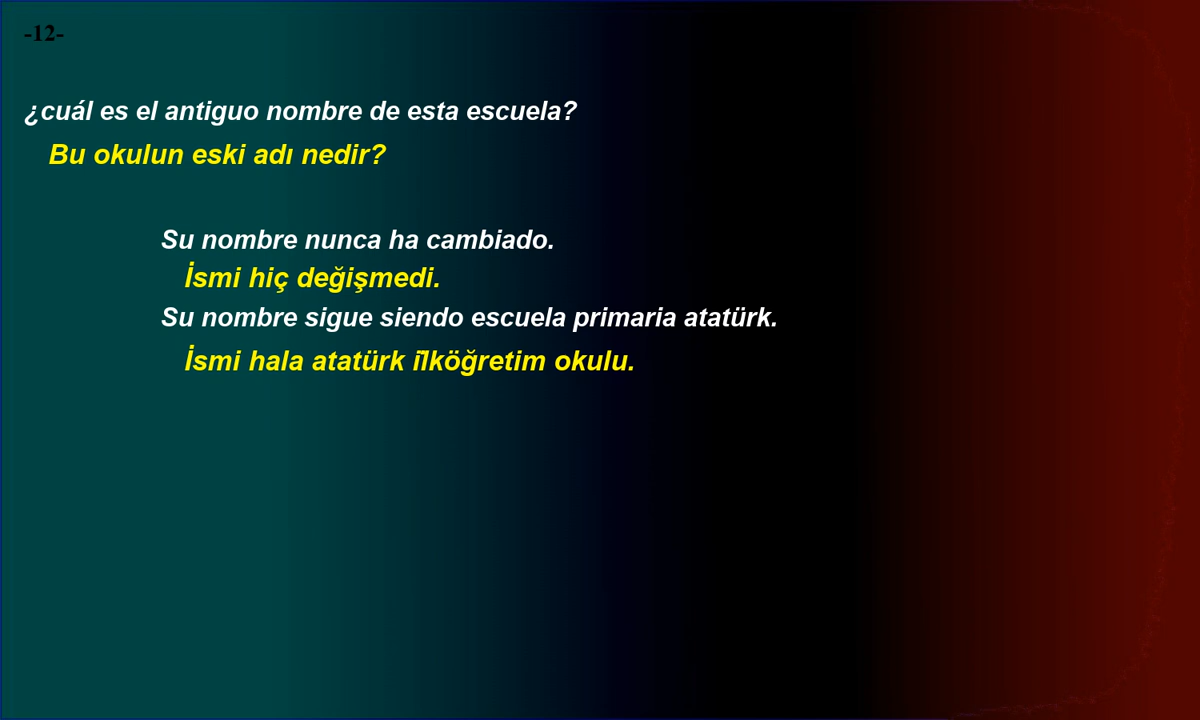 -12-
¿cuál es el antiguo nombre de esta escuela?
Bu okulun eski adı nedir?
Su nombre nunca ha cambiado.
İsmi hiç değişmedi.
Su nombre sigue siendo escuela primaria atatürk.
İsmi hala atatürk i̇lköğretim okulu.